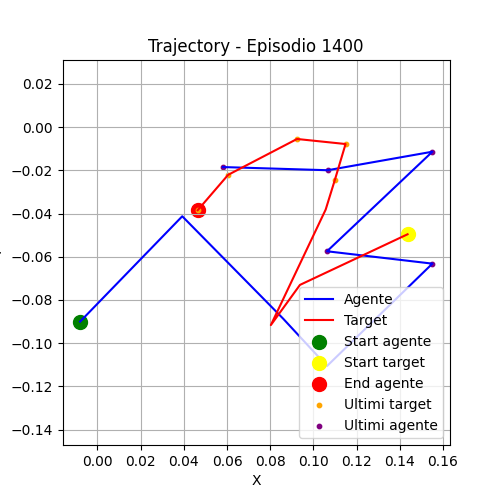 Trajectory - Episodio 1400
0.02
0.00
−0.02
−0.04
−0.06
−0.08
−0.10
−0.12
−0.14
0.00 0.02 0.04 0.06 0.08 0.10 0.12 0.14 0.16
X
Agente
Target
Start agente
Start target
End agente
Ultimi target
Ultimi agente